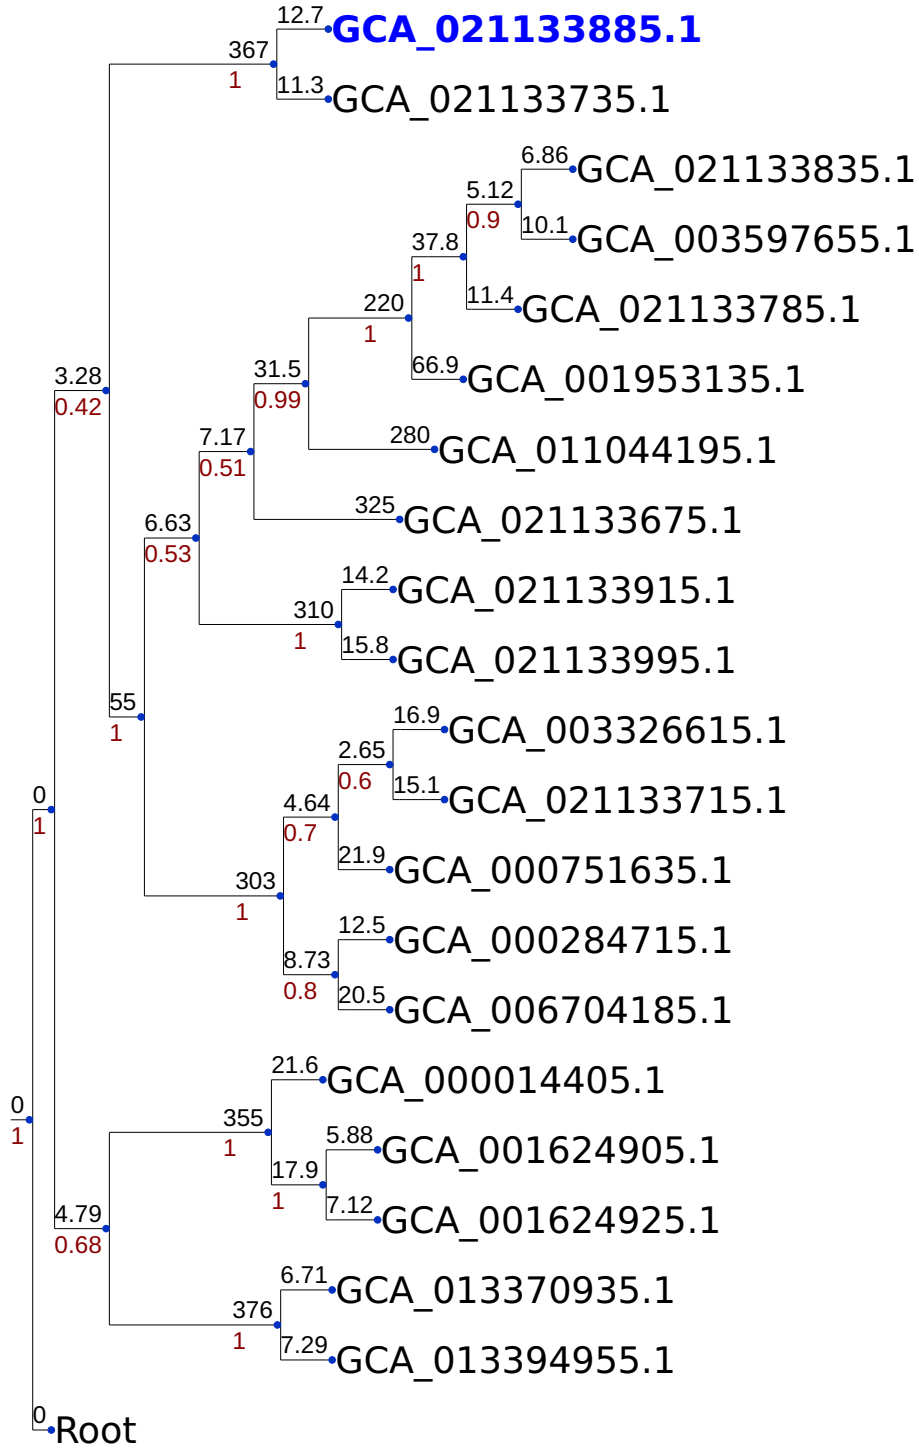 12.7
GCA_021133885.1
367
1
11.3
GCA_021133735.1
6.86
GCA_021133835.1
5.12
0.9
10.1
GCA_003597655.1
37.8
1
11.4
GCA_021133785.1
220
1
66.9
GCA_001953135.1
31.5
0.99
3.28
0.42
280
GCA_011044195.1
7.17
0.51
325
GCA_021133675.1
6.63
0.53
14.2
GCA_021133915.1
310
1
15.8
GCA_021133995.1
55
1
16.9
GCA_003326615.1
2.65
0.6
15.1
GCA_021133715.1
4.64
0.7
0
1
21.9
GCA_000751635.1
303
1
12.5
GCA_000284715.1
8.73
0.8
20.5
GCA_006704185.1
21.6
GCA_000014405.1
0
1
355
1
5.88
GCA_001624905.1
17.9
1
7.12
GCA_001624925.1
4.79
0.68
6.71
GCA_013370935.1
376
1
7.29
GCA_013394955.1
0
Root